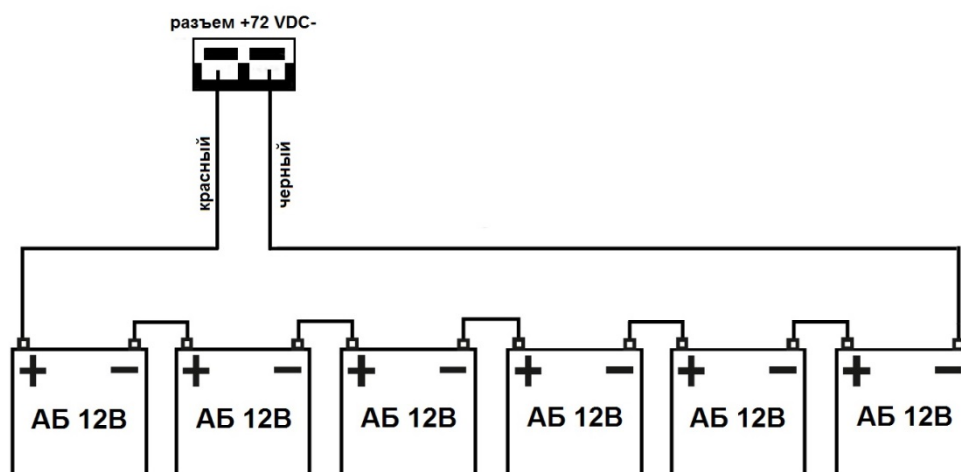 разъем +72 VDC-
красный
черный
+ − + − + − + − + − + −
АБ 12В АБ 12В АБ 12В АБ 12В АБ 12В АБ 12В